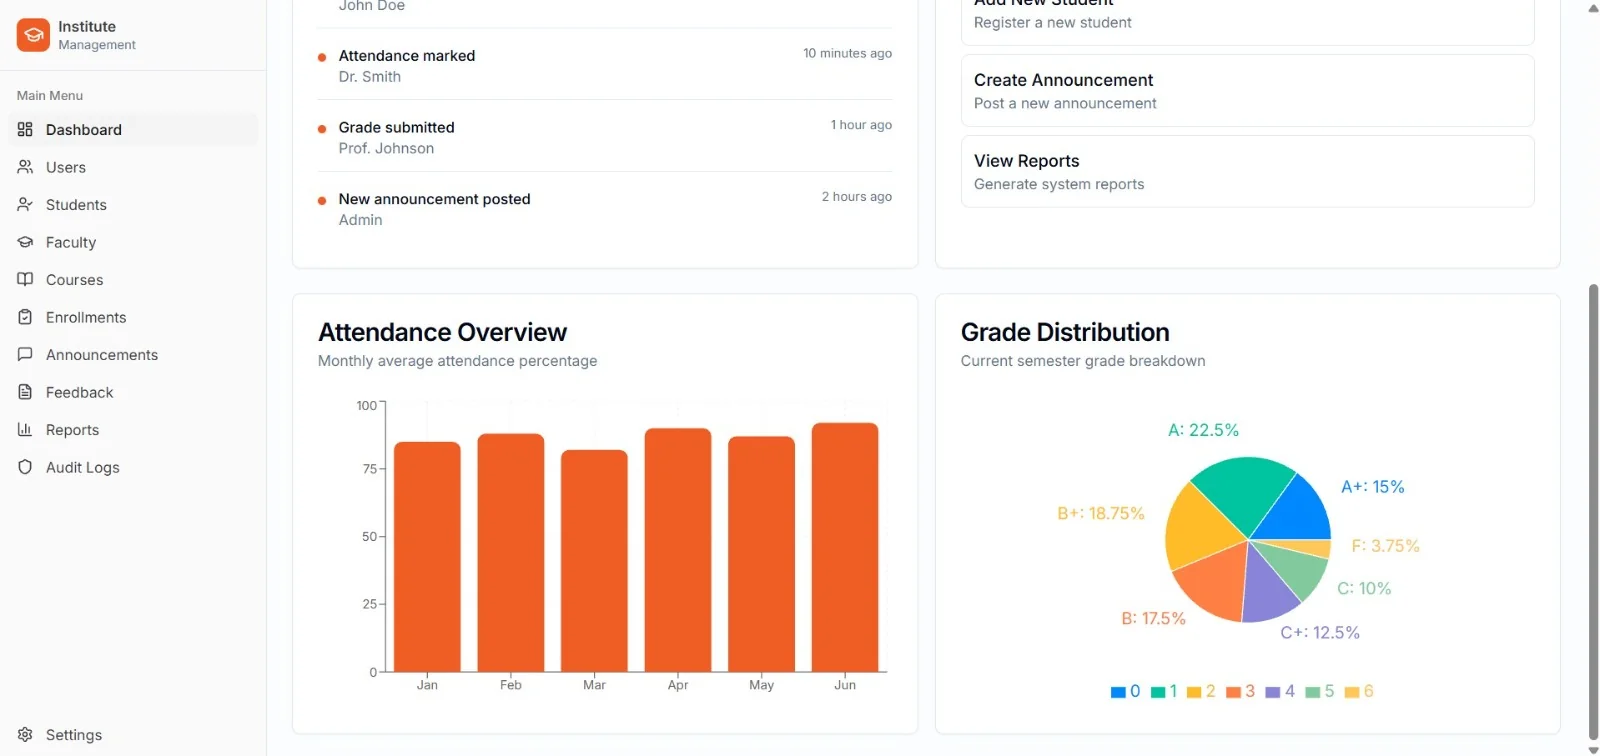 Institute
Management
Main Menu
Dashboard
Users
Students
Faculty
Courses
Enrollments
Announcements
Feedback
Reports
Audit Logs
Settings
John Doe
Attendance marked
10 minutes ago
Dr. Smith
Grade submitted
1 hour ago
Prof. Johnson
New announcement posted
2 hours ago
Admin
Add New Student
Register a new student
Create Announcement
Post a new announcement
View Reports
Generate system reports
Attendance Overview
Monthly average attendance percentage
100
75
50
25
0
Jan Feb Mar Apr May Jun
Grade Distribution
Current semester grade breakdown
A: 22.5%
A+: 15%
B+: 18.75%
F: 3.75%
C: 10%
B: 17.5%
C+: 12.5%
0 1 2 3 4 5 6